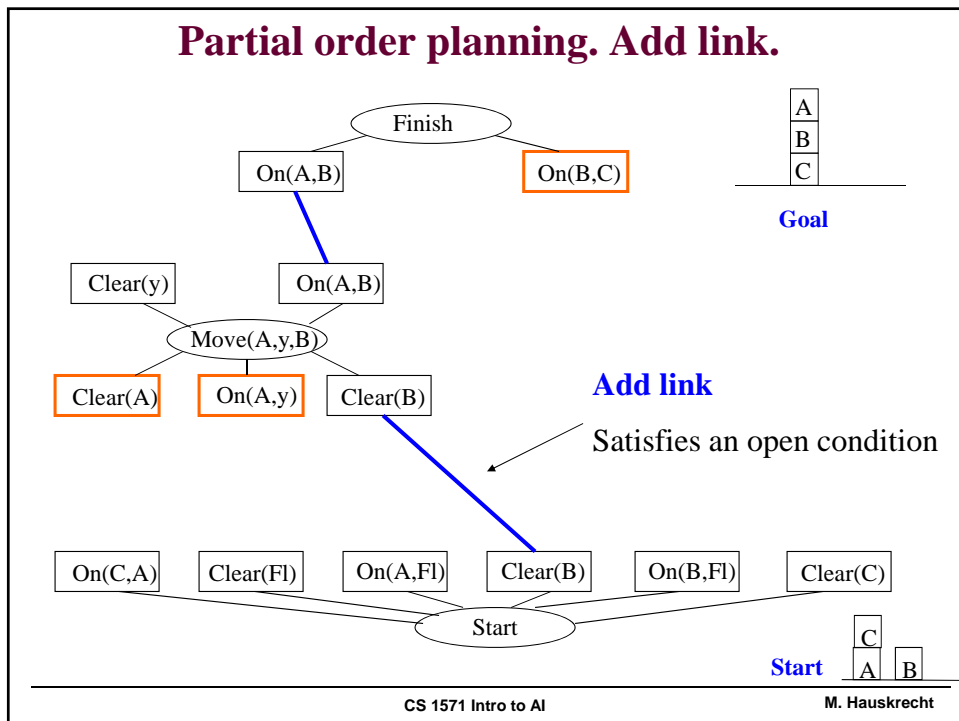 Partial order planning. Add link.
Finish
On(A,B)
On(B,C)
A
B
C
Goal
Clear(y)
On(A,B)
Move(A,y,B)
Clear(A)
On(A,y)
Clear(B)
Add link
Satisfies an open condition
On(C,A)
Clear(Fl)
On(A,Fl)
Clear(B)
On(B,Fl)
Clear(C)
Start
C
Start
A
B
CS 1571 Intro to AI
M. Hauskrecht